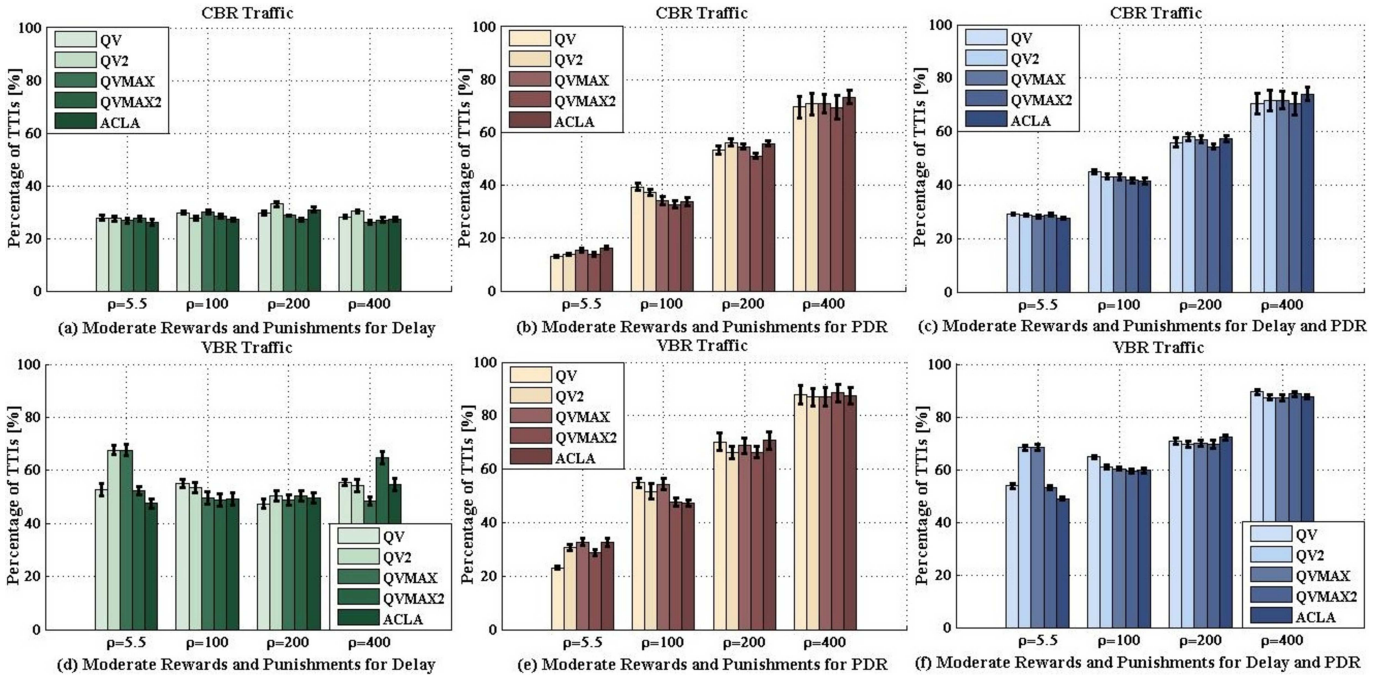 CBR Traffic
Percentage of TTIs [%]
100
80
60
40
20
0
QV
QV2
QVMAX
QVMAX2
ACLA
ρ=5.5 ρ=100 ρ=200 ρ=400
(a) Moderate Rewards and Punishments for Delay
CBR Traffic
Percentage of TTIs [%]
100
80
60
40
20
0
QV
QV2
QVMAX
QVMAX2
ACLA
ρ=5.5 ρ=100 ρ=200 ρ=400
(b) Moderate Rewards and Punishments for PDR
CBR Traffic
Percentage of TTIs [%]
100
80
60
40
20
0
QV
QV2
QVMAX
QVMAX2
ACLA
ρ=5.5 ρ=100 ρ=200 ρ=400
(c) Moderate Rewards and Punishments for Delay and PDR
VBR Traffic
Percentage of TTIs [%]
100
80
60
40
20
0
QV
QV2
QVMAX
QVMAX2
ACLA
ρ=5.5 ρ=100 ρ=200 ρ=400
(d) Moderate Rewards and Punishments for Delay
VBR Traffic
Percentage of TTIs [%]
100
80
60
40
20
0
QV
QV2
QVMAX
QVMAX2
ACLA
ρ=5.5 ρ=100 ρ=200 ρ=400
(e) Moderate Rewards and Punishments for PDR
VBR Traffic
Percentage of TTIs [%]
100
80
60
40
20
0
QV
QV2
QVMAX
QVMAX2
ACLA
ρ=5.5 ρ=100 ρ=200 ρ=400
(f) Moderate Rewards and Punishments for Delay and PDR